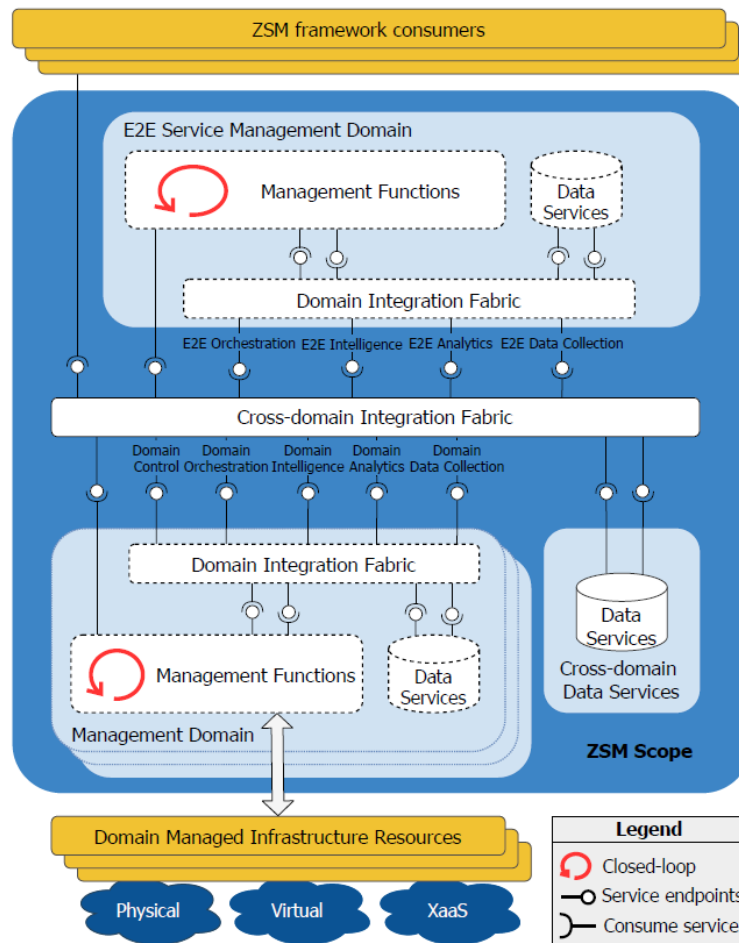 ZSM framework consumers
E2E Service Management Domain
Management Functions
Data
Services
Domain Integration Fabric
E2E Orchestration
E2E Intelligence
E2E Analytics
E2E Data Collection
Cross-domain Integration Fabric
Domain
Control
Domain
Orchestration
Domain
Intelligence
Domain
Analytics
Domain
Data Collection
Domain Integration Fabric
Management Functions
Data
Services
Management Domain
Data
Services
Cross-domain
Data Services
ZSM Scope
Domain Managed Infrastructure Resources
Physical
Virtual
XaaS
Legend
Closed-loop
Service endpoints
Consume service